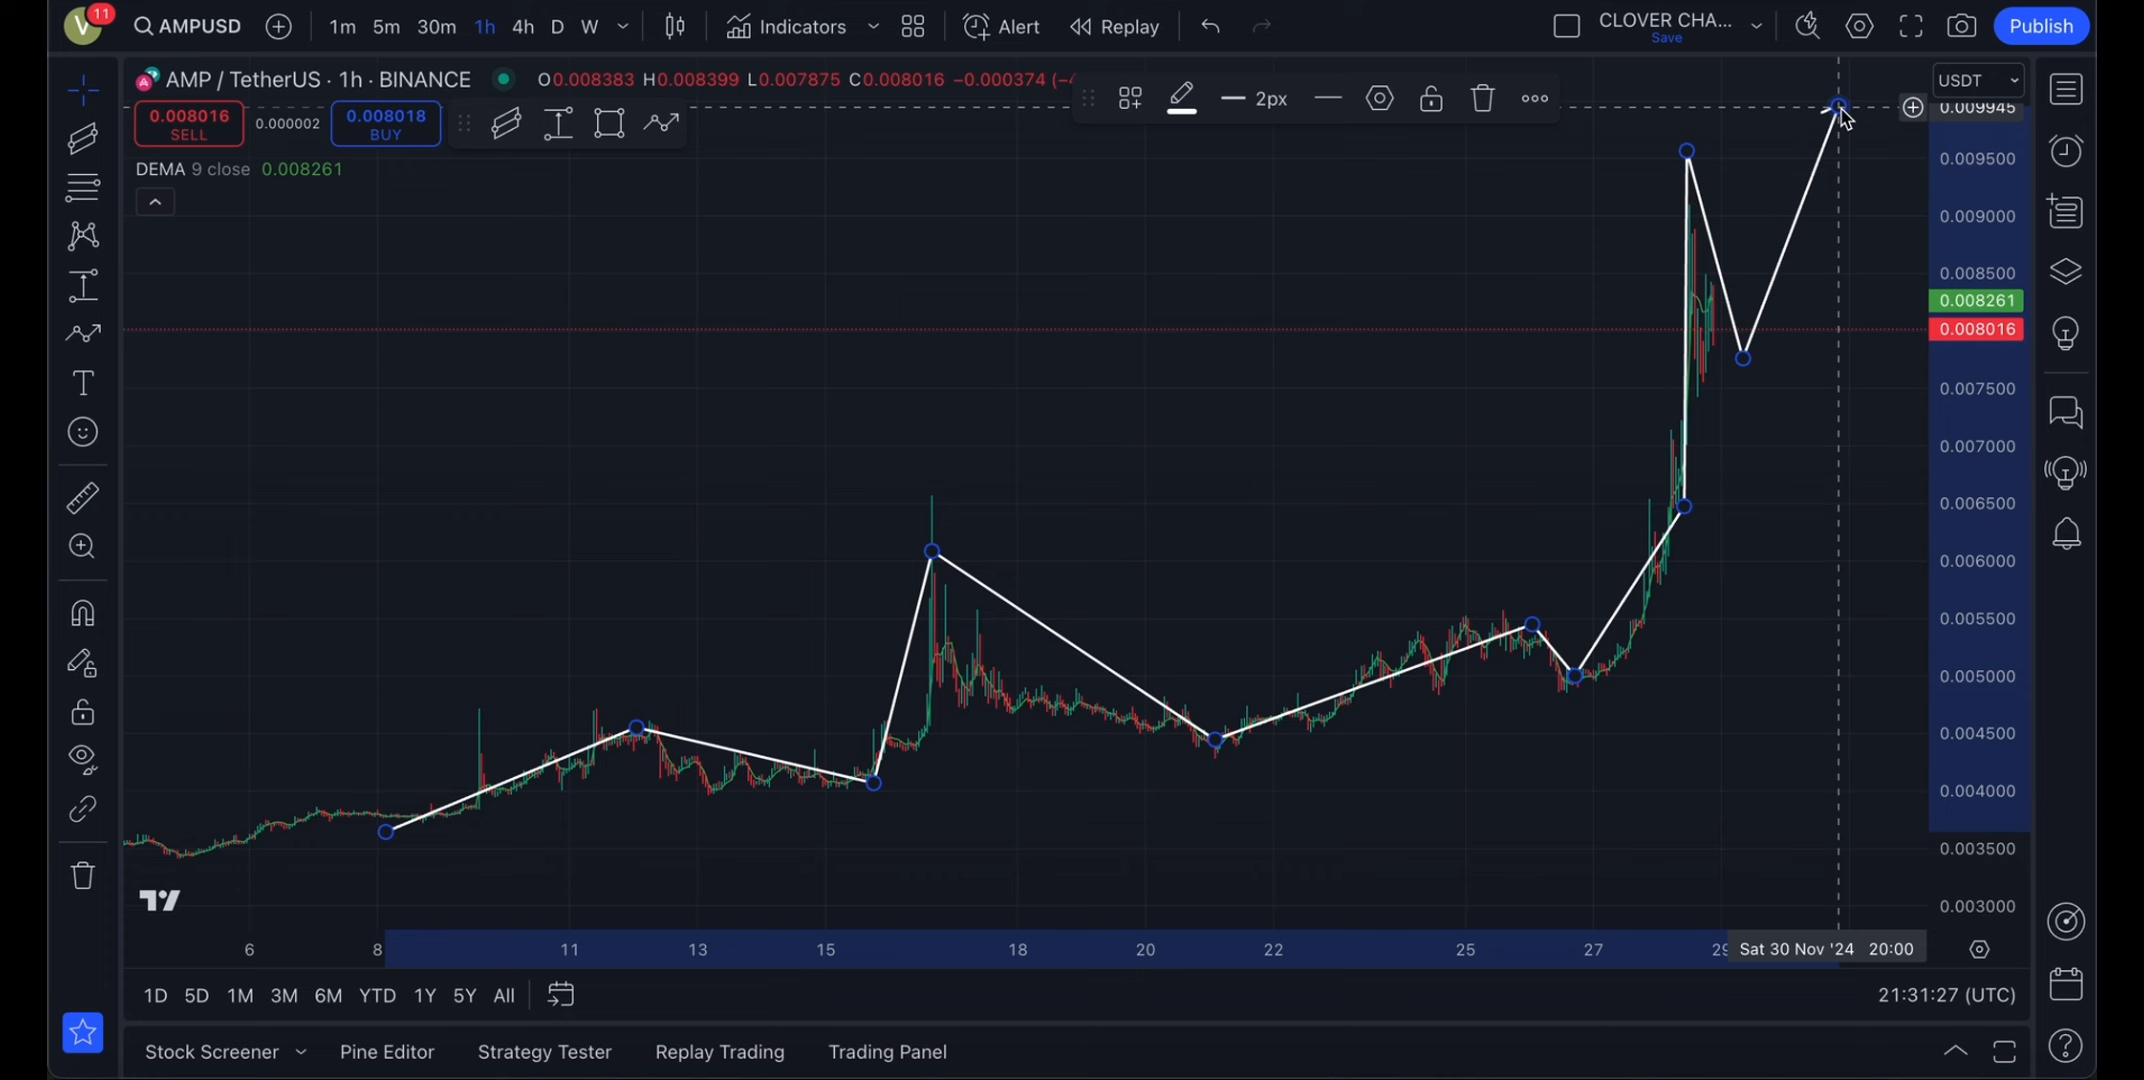 V 11 AMPUSD 1m 5m 30m 1h 4h D W Indicators Alert Replay CLOVER CHA... Save Publish
AMP / TetherUS · 1h · BINANCE O0.008383 H0.008399 L0.007875 C0.008016 −0.000374 (−4 USDT
0.008016 SELL 0.000002 0.008018 BUY 2px
DEMA 9 close 0.008261
0.009945
0.009500
0.009000
0.008500
0.008261
0.008016
0.007500
0.007000
0.006500
0.006000
0.005500
0.005000
0.004500
0.004000
0.003500
0.003000
6 8 11 13 15 18 20 22 25 27 29 Sat 30 Nov '24 20:00
1D 5D 1M 3M 6M YTD 1Y 5Y All 21:31:27 (UTC)
Stock Screener Pine Editor Strategy Tester Replay Trading Trading Panel